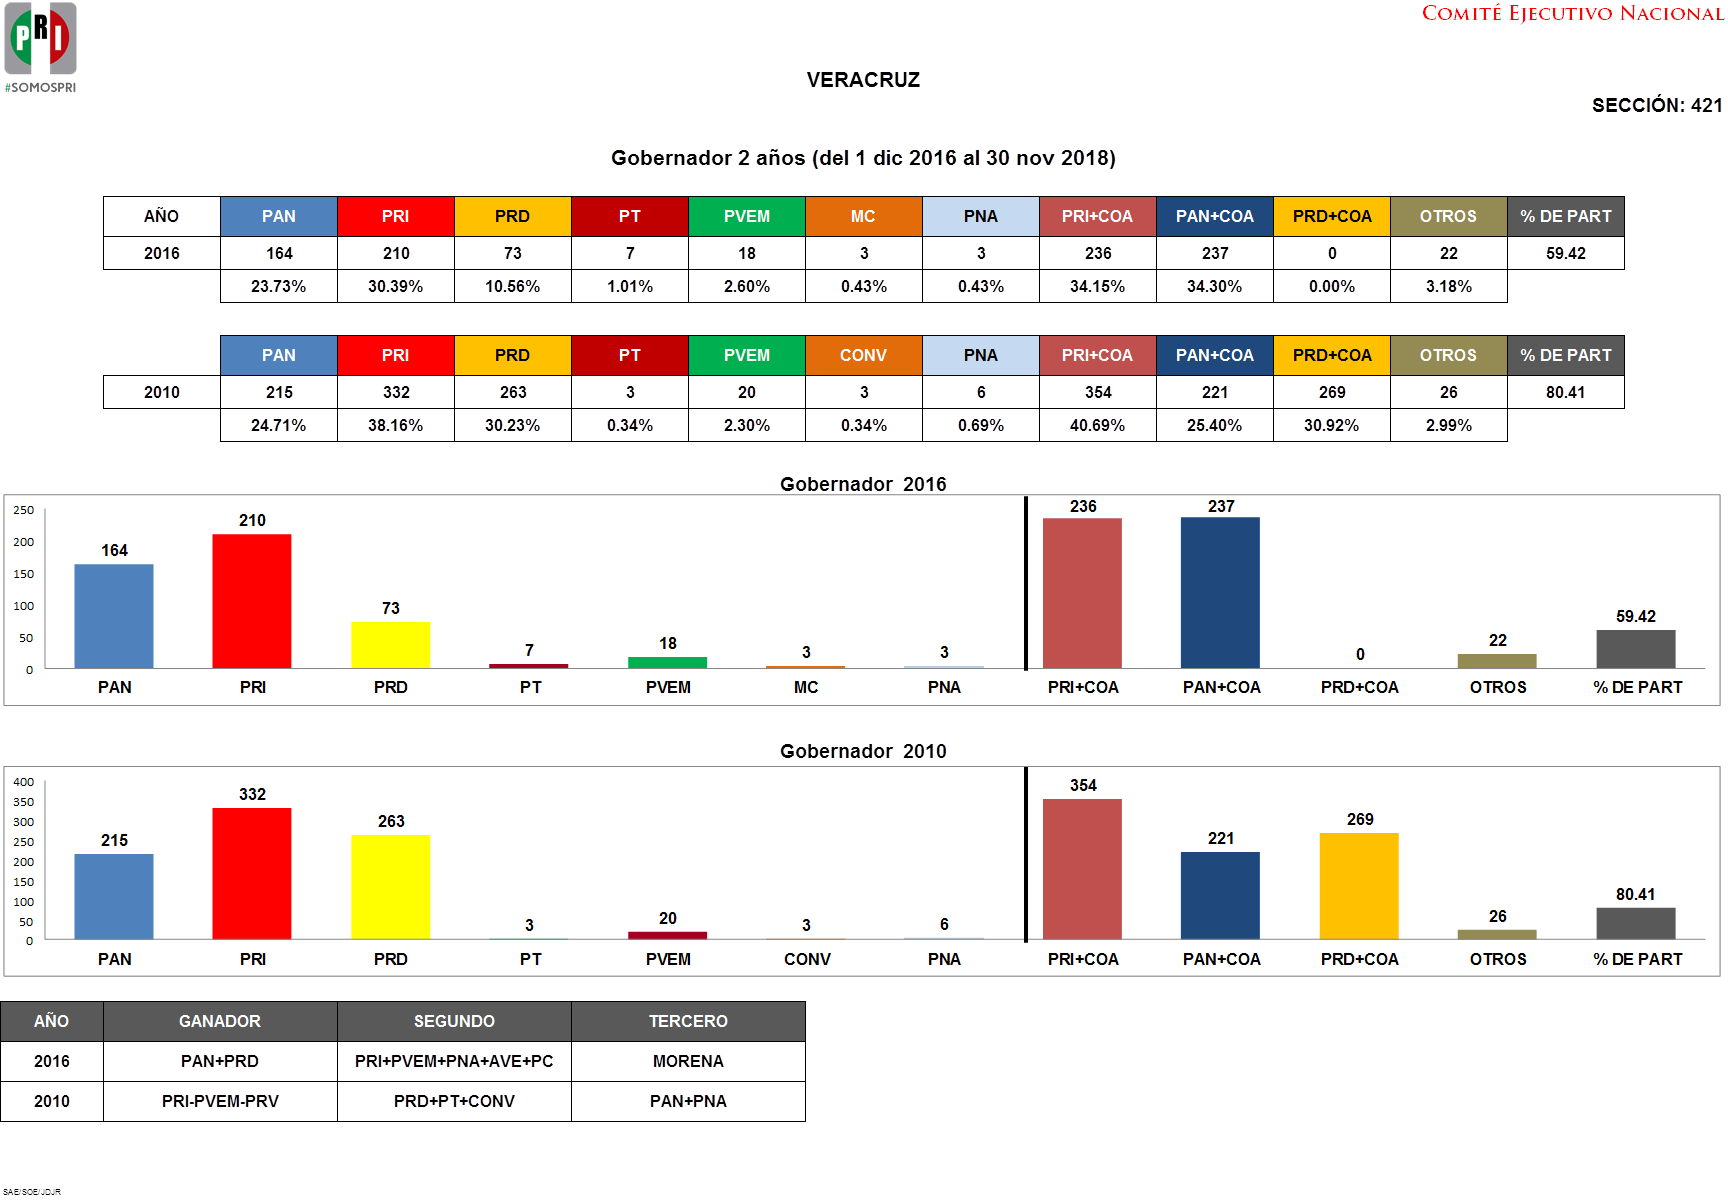 PRI
#SOMOSPRI
COMITÉ EJECUTIVO NACIONAL
VERACRUZ
SECCIÓN: 421
Gobernador 2 años (del 1 dic 2016 al 30 nov 2018)
AÑO PAN PRI PRD PT PVEM MC PNA PRI+COA PAN+COA PRD+COA OTROS % DE PART
2016 164 210 73 7 18 3 3 236 237 0 22 59.42
23.73% 30.39% 10.56% 1.01% 2.60% 0.43% 0.43% 34.15% 34.30% 0.00% 3.18%
PAN PRI PRD PT PVEM CONV PNA PRI+COA PAN+COA PRD+COA OTROS % DE PART
2010 215 332 263 3 20 3 6 354 221 269 26 80.41
24.71% 38.16% 30.23% 0.34% 2.30% 0.34% 0.69% 40.69% 25.40% 30.92% 2.99%
Gobernador 2016
250
200
150
100
50
0
164 210 73 7 18 3 3 236 237 0 22 59.42
PAN PRI PRD PT PVEM MC PNA PRI+COA PAN+COA PRD+COA OTROS % DE PART
Gobernador 2010
400
350
300
250
200
150
100
50
0
215 332 263 3 20 3 6 354 221 269 26 80.41
PAN PRI PRD PT PVEM CONV PNA PRI+COA PAN+COA PRD+COA OTROS % DE PART
AÑO GANADOR SEGUNDO TERCERO
2016 PAN+PRD PRI+PVEM+PNA+AVE+PC MORENA
2010 PRI-PVEM-PRV PRD+PT+CONV PAN+PNA
SAE/SOE/JDJR